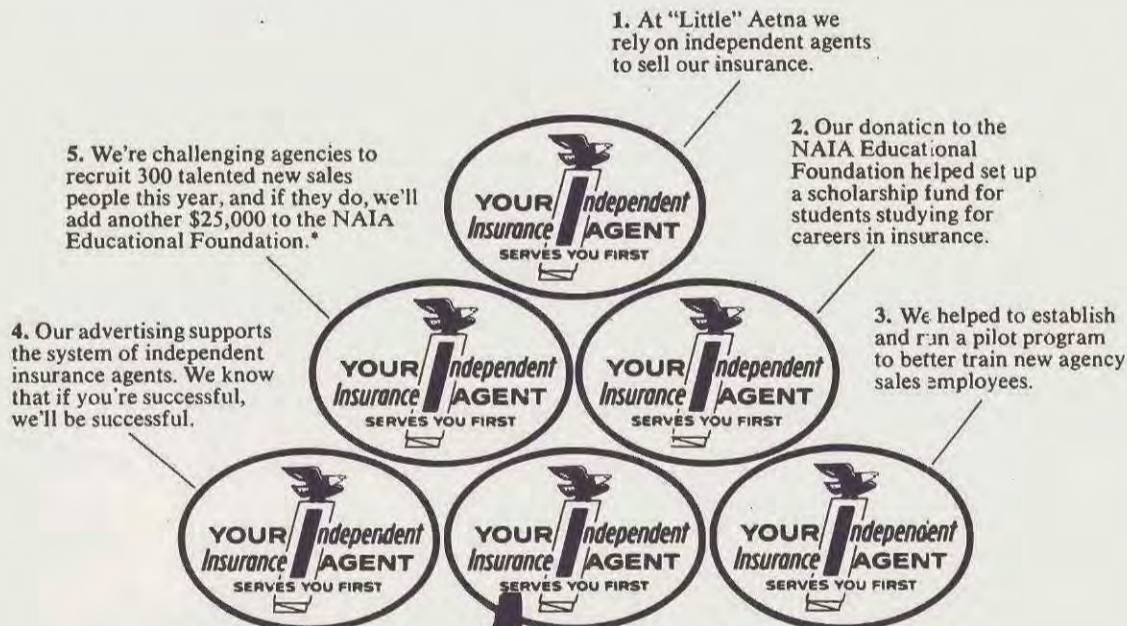 1. At “Little” Aetna we
rely on independent agents
to sell our insurance.
2. Our donation to the
NAIA Educational
Foundation helped set up
a scholarship fund for
students studying for
careers in insurance.
3. We helped to establish
and run a pilot program
to better train new agency
sales employees.
4. Our advertising supports
the system of independent
insurance agents. We know
that if you're successful,
we'll be successful.
5. We're challenging agencies to
recruit 300 talented new sales
people this year, and if they do, we'll
add another $25,000 to the NAIA
Educational Foundation.*
YOUR Independent
Insurance AGENT
SERVES YOU FIRST
YOUR Independent
Insurance AGENT
SERVES YOU FIRST
YOUR Independent
Insurance AGENT
SERVES YOU FIRST
YOUR Independent
Insurance AGENT
SERVES YOU FIRST
YOUR Independent
Insurance AGENT
SERVES YOU FIRST
YOUR Independent
Insurance AGENT
SERVES YOU FIRST